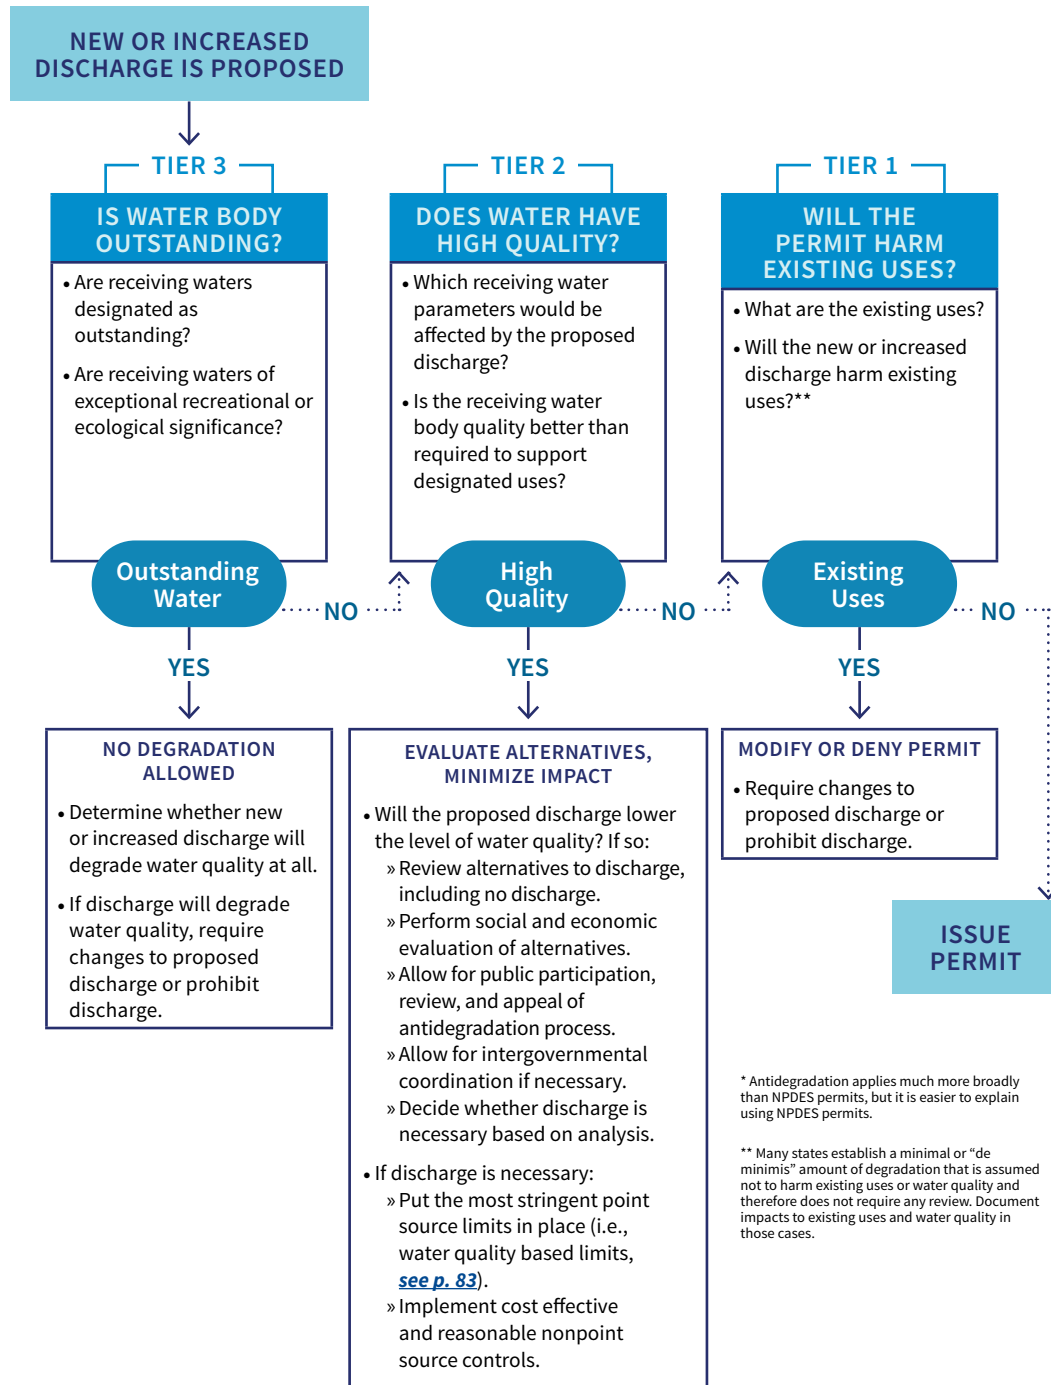 NEW OR INCREASED
DISCHARGE IS PROPOSED
TIER 3
IS WATER BODY
OUTSTANDING?
• Are receiving waters
designated as
outstanding?
• Are receiving waters of
exceptional recreational or
ecological significance?
Outstanding
Water
NO
YES
NO DEGRADATION
ALLOWED
• Determine whether new
or increased discharge will
degrade water quality at all.
• If discharge will degrade
water quality, require
changes to proposed
discharge or prohibit
discharge.
TIER 2
DOES WATER HAVE
HIGH QUALITY?
• Which receiving water
parameters would be
affected by the proposed
discharge?
• Is the receiving water
body quality better than
required to support
designated uses?
High
Quality
NO
YES
EVALUATE ALTERNATIVES,
MINIMIZE IMPACT
• Will the proposed discharge lower
the level of water quality? If so:
» Review alternatives to discharge,
including no discharge.
» Perform social and economic
evaluation of alternatives.
» Allow for public participation,
review, and appeal of
antidegradation process.
» Allow for intergovernmental
coordination if necessary.
» Decide whether discharge is
necessary based on analysis.
• If discharge is necessary:
» Put the most stringent point
source limits in place (i.e.,
water quality based limits,
see p. 83).
» Implement cost effective
and reasonable nonpoint
source controls.
TIER 1
WILL THE
PERMIT HARM
EXISTING USES?
• What are the existing uses?
• Will the new or increased
discharge harm existing
uses?**
Existing
Uses
NO
YES
MODIFY OR DENY PERMIT
• Require changes to
proposed discharge or
prohibit discharge.
ISSUE
PERMIT
* Antidegradation applies much more broadly
than NPDES permits, but it is easier to explain
using NPDES permits.
** Many states establish a minimal or “de
minimis” amount of degradation that is assumed
not to harm existing uses or water quality and
therefore does not require any review. Document
impacts to existing uses and water quality in
those cases.